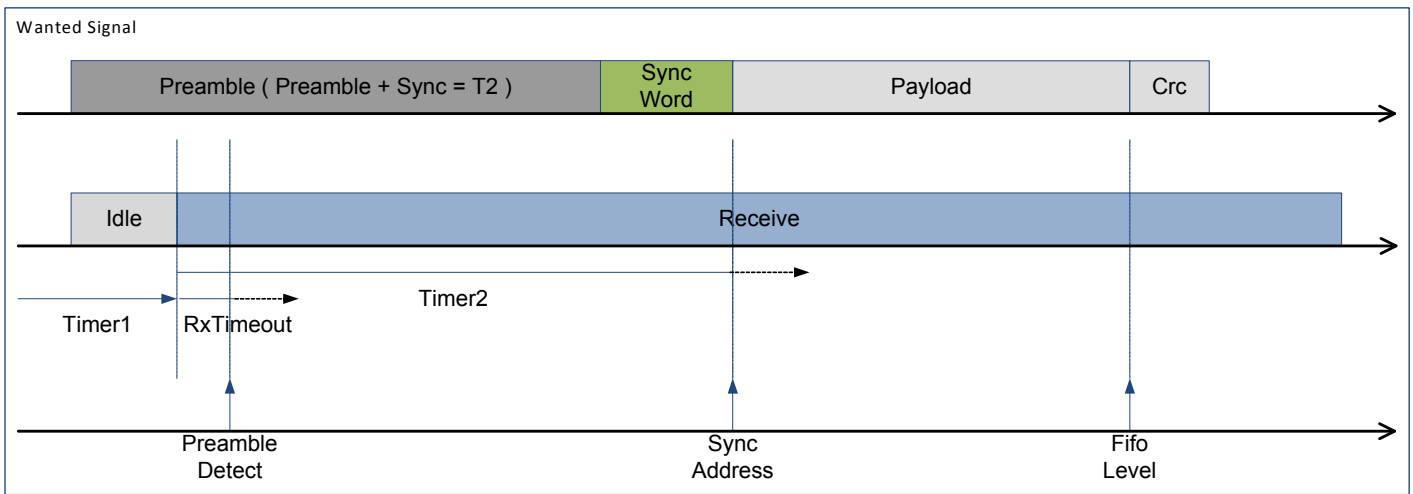 Wanted Signal
Preamble ( Preamble + Sync = T2 )
Sync
Word
Payload
Crc
Idle
Receive
Timer2
Timer1
RxTimeout
Preamble
Detect
Sync
Address
Fifo
Level